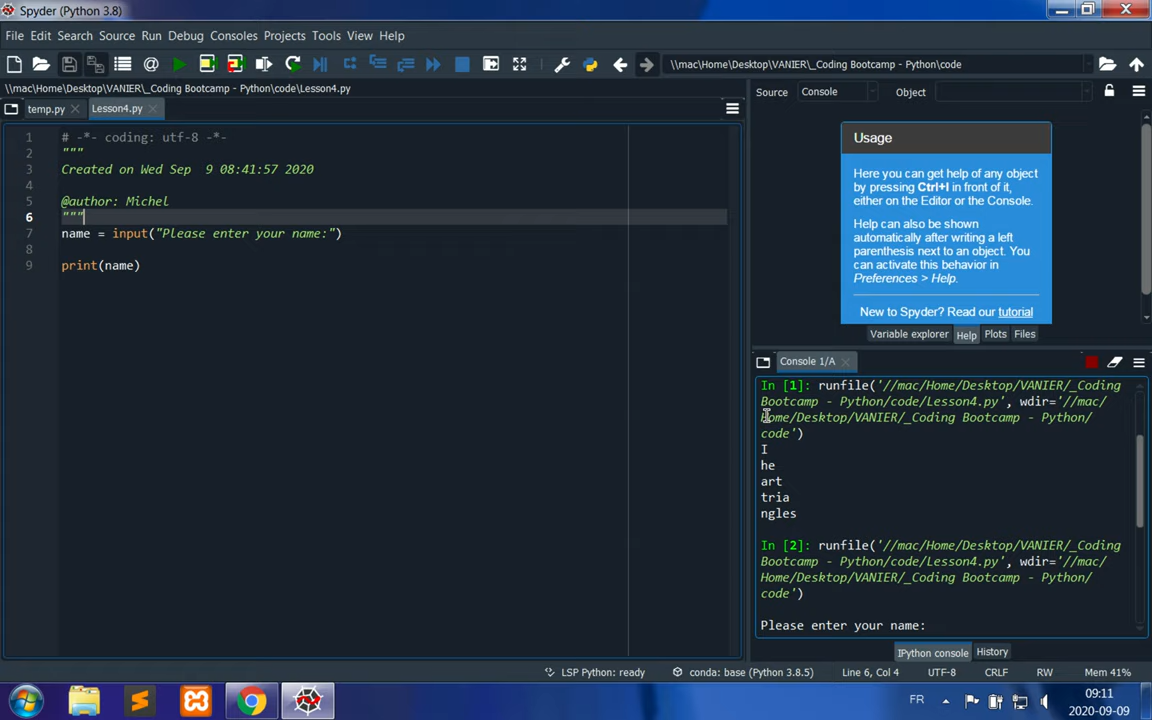 Spyder (Python 3.8)
File Edit Search Source Run Debug Consoles Projects Tools View Help
\\mac\Home\Desktop\VANIER\_Coding Bootcamp - Python\code
\\mac\Home\Desktop\VANIER\_Coding Bootcamp - Python\code\Lesson4.py
Source Console Object
temp.py Lesson4.py
1 # -*- coding: utf-8 -*-
2 """
3 Created on Wed Sep  9 08:41:57 2020
4
5 @author: Michel
6 """
7 name = input("Please enter your name:")
8
9 print(name)
Usage
Here you can get help of any object
by pressing Ctrl+I in front of it,
either on the Editor or the Console.
Help can also be shown
automatically after writing a left
parenthesis next to an object. You
can activate this behavior in
Preferences > Help.
New to Spyder? Read our tutorial
Variable explorer Help Plots Files
Console 1/A
In [1]: runfile('//mac/Home/Desktop/VANIER/_Coding
Bootcamp - Python/code/Lesson4.py', wdir='//mac/
Home/Desktop/VANIER/_Coding Bootcamp - Python/
code')
I
he
art
tria
ngles
In [2]: runfile('//mac/Home/Desktop/VANIER/_Coding
Bootcamp - Python/code/Lesson4.py', wdir='//mac/
Home/Desktop/VANIER/_Coding Bootcamp - Python/
code')
Please enter your name:
IPython console History
LSP Python: ready conda: base (Python 3.8.5) Line 6, Col 4 UTF-8 CRLF RW Mem 41%
FR
09:11
2020-09-09